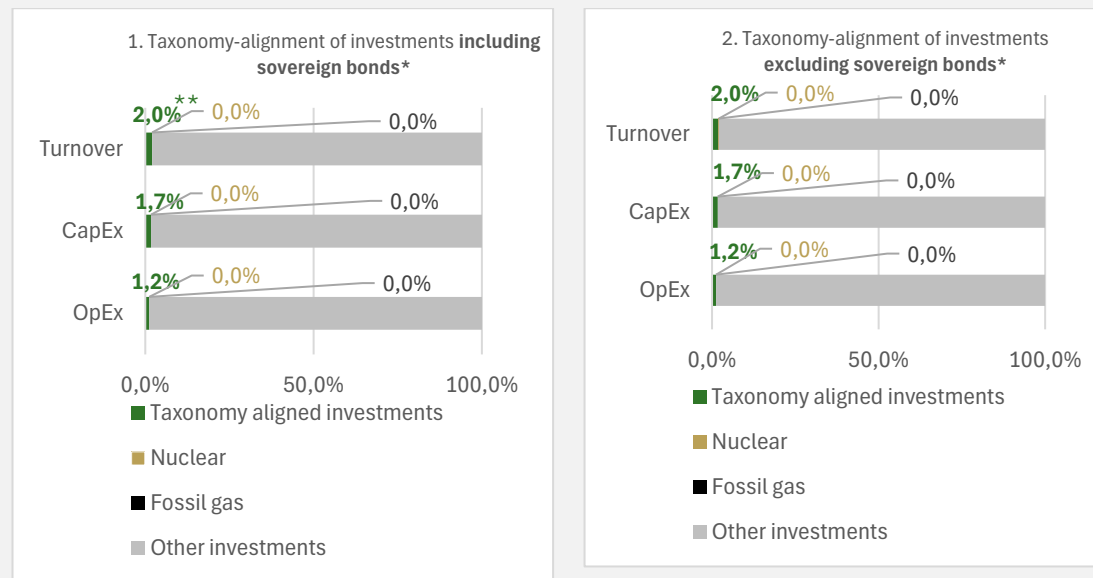 1. Taxonomy-alignment of investments including
sovereign bonds*
2,0%
**
0,0%
0,0%
Turnover
1,7%
0,0%
0,0%
CapEx
1,2%
0,0%
0,0%
OpEx
0,0%
50,0%
100,0%
Taxonomy aligned investments
Nuclear
Fossil gas
Other investments
2. Taxonomy-alignment of investments
excluding sovereign bonds*
2,0%
0,0%
0,0%
Turnover
1,7%
0,0%
0,0%
CapEx
1,2%
0,0%
0,0%
OpEx
0,0%
50,0%
100,0%
Taxonomy aligned investments
Nuclear
Fossil gas
Other investments